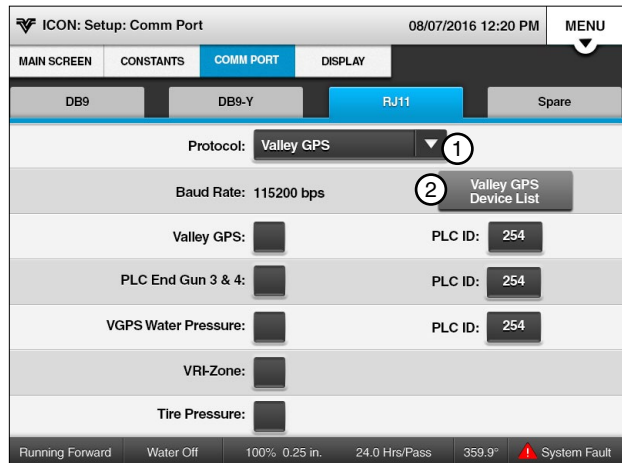 ICON: Setup: Comm Port 08/07/2016 12:20 PM MENU
MAIN SCREEN CONSTANTS COMM PORT DISPLAY
DB9 DB9-Y RJ11 Spare
Protocol: Valley GPS 1
Baud Rate: 115200 bps 2 Valley GPS
Device List
Valley GPS: PLC ID: 254
PLC End Gun 3 & 4: PLC ID: 254
VGPS Water Pressure: PLC ID: 254
VRI-Zone:
Tire Pressure:
Running Forward Water Off 100% 0.25 in. 24.0 Hrs/Pass 359.9° ! System Fault